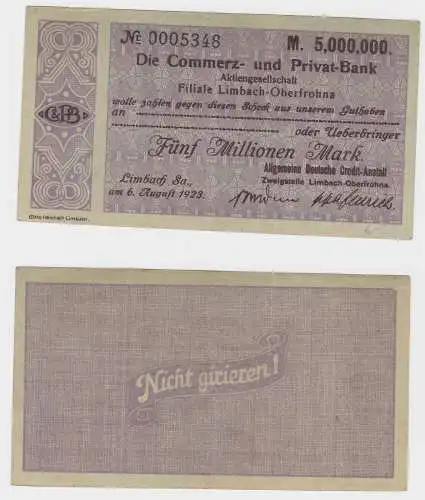 № 0005348 M. 5,000,000.
Die Commerz- und Privat-Bank
Aktiengesellschaft
Filiale Limbach-Oberfrohna
wolle zahlen gegen diesen Scheck aus unserem Guthaben
an
oder Ueberbringer
Fünf Millionen Mark.
C&PB
Allgemeine Deutsche Credit-Anstalt
Zweigstelle Limbach-Oberfrohna.
Limbach Sa.,
am 6. August 1923.
Limbach.
Nicht girieren!